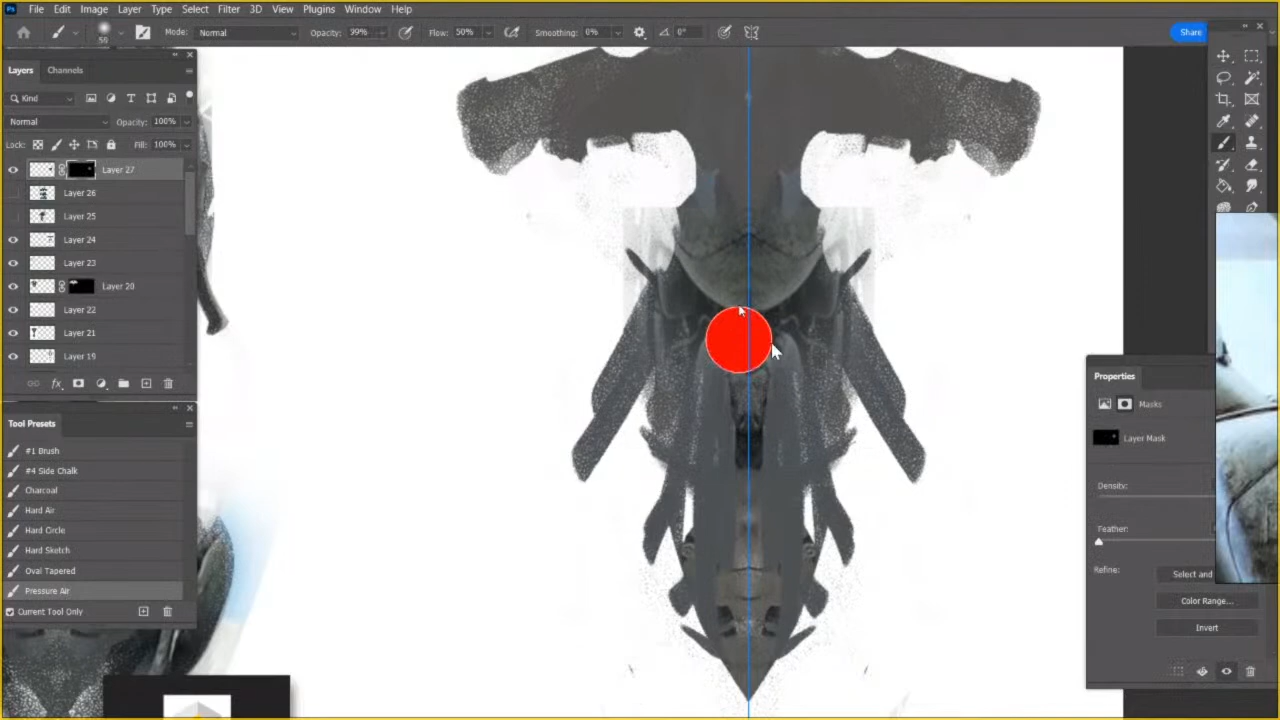 Ps File Edit Image Layer Type Select Filter 3D View Plugins Window Help
59 Mode: Normal Opacity: 99% Flow: 50% Smoothing: 0% 0° Share
Layers Channels
Kind
Normal Opacity: 100%
Lock: Fill: 100%
Layer 27
Layer 26
Layer 25
Layer 24
Layer 23
Layer 20
Layer 22
Layer 21
Layer 19
fx
Tool Presets
#1 Brush
#4 Side Chalk
Charcoal
Hard Air
Hard Circle
Hard Sketch
Oval Tapered
Pressure Air
Current Tool Only
Properties
Masks
Layer Mask
Density:
Feather:
Refine:
Select and
Color Range...
Invert